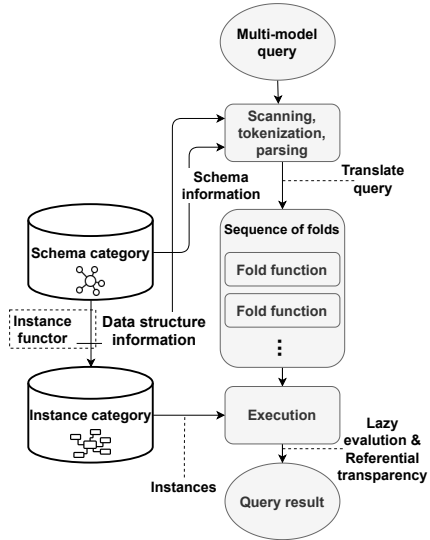 Multi-model
query
Scanning,
tokenization,
parsing
Schema
information
Translate
query
Sequence of folds
Fold function
Fold function
Schema category
Instance
functor
Data structure
information
Instance category
Execution
Lazy
evalution &
Referential
transparency
Instances
Query result